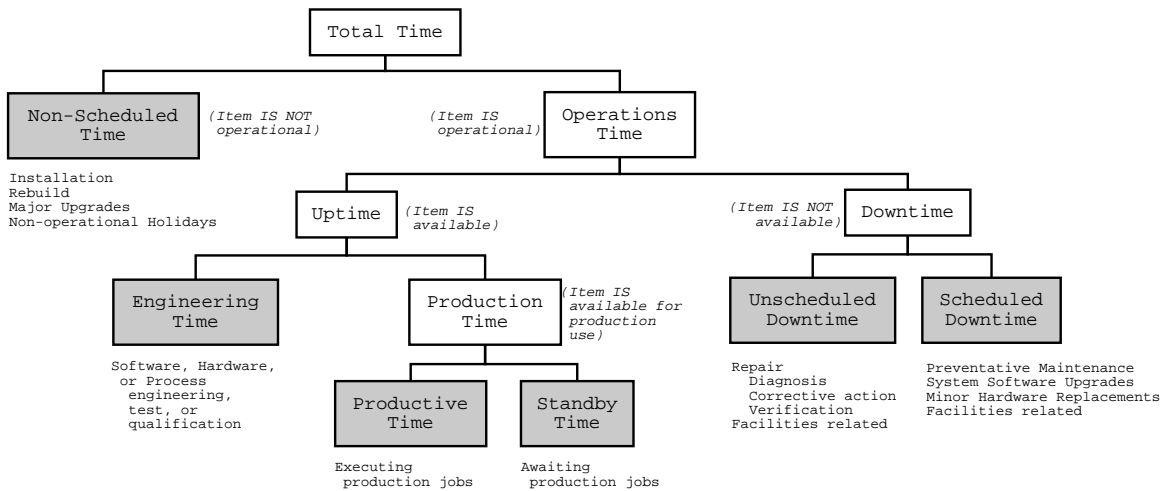 Total Time
Non-Scheduled
Time
(Item IS NOT
operational)
(Item IS
operational)
Operations
Time
Installation
Rebuild
Major Upgrades
Non-operational Holidays
Uptime
(Item IS
available)
(Item IS NOT
available)
Downtime
Engineering
Time
Production
Time
(Item IS
available for
production
use)
Unscheduled
Downtime
Scheduled
Downtime
Software, Hardware,
or Process
engineering,
test, or
qualification
Productive
Time
Standby
Time
Repair
Diagnosis
Corrective action
Verification
Facilities related
Preventative Maintenance
System Software Upgrades
Minor Hardware Replacements
Facilities related
Executing
production jobs
Awaiting
production jobs